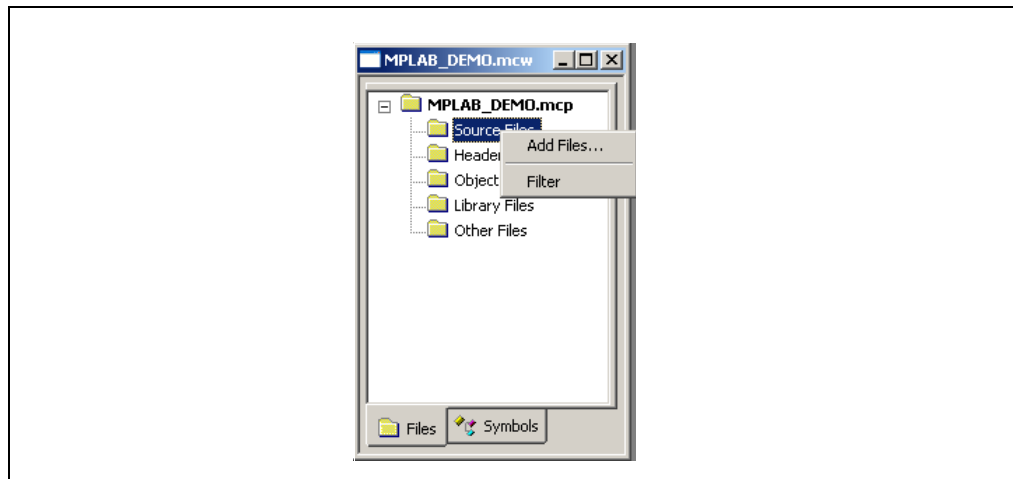 MPLAB_DEMO.mcw
MPLAB_DEMO.mcp
Source Files
Add Files...
Header
Object
Filter
Library Files
Other Files
Files
Symbols